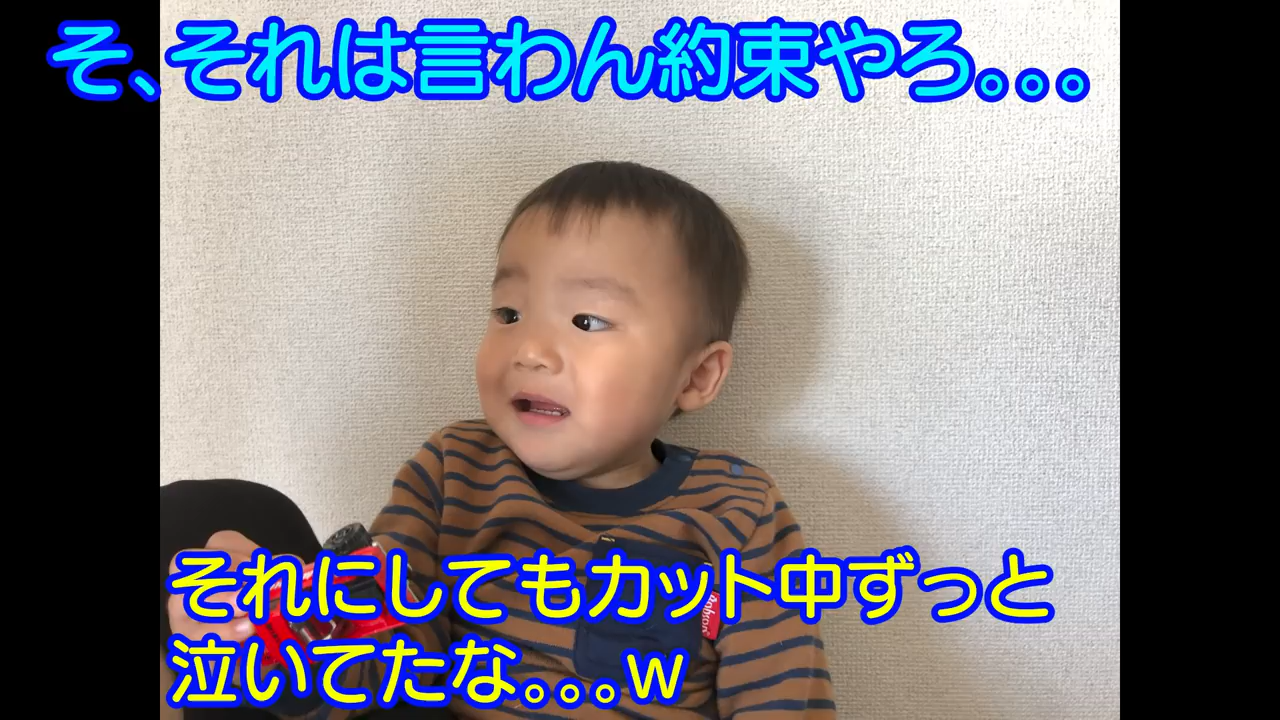 そ、それは言わん約束やろ。。。
それにしてもカット中ずっと
泣いてたな。。。w